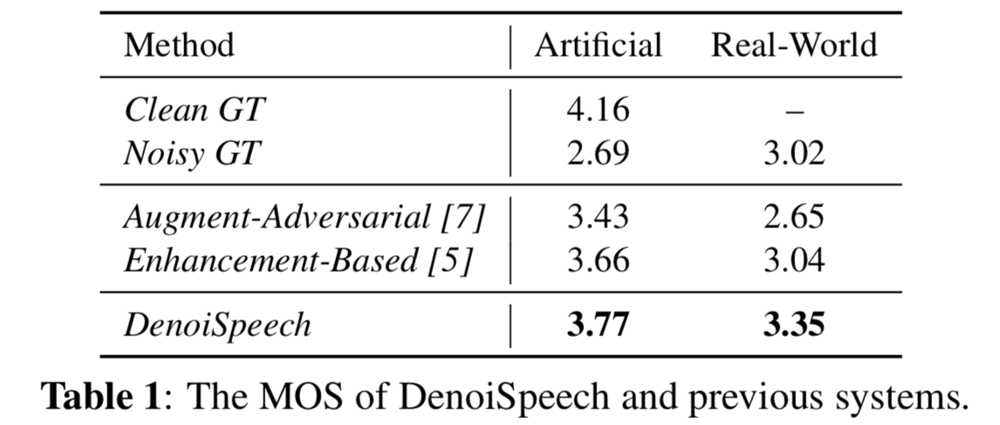 Method Artificial Real-World
Clean GT 4.16 –
Noisy GT 2.69 3.02
Augment-Adversarial [7] 3.43 2.65
Enhancement-Based [5] 3.66 3.04
DenoiSpeech 3.77 3.35
Table 1: The MOS of DenoiSpeech and previous systems.